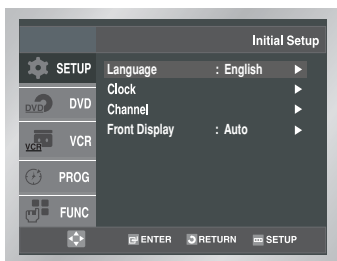 Initial Setup
SETUP
Language : English ►
Clock ►
Channel ►
Front Display : Auto ►
DVD DVD
VCR VCR
PROG
FUNC
ENTER RETURN SETUP